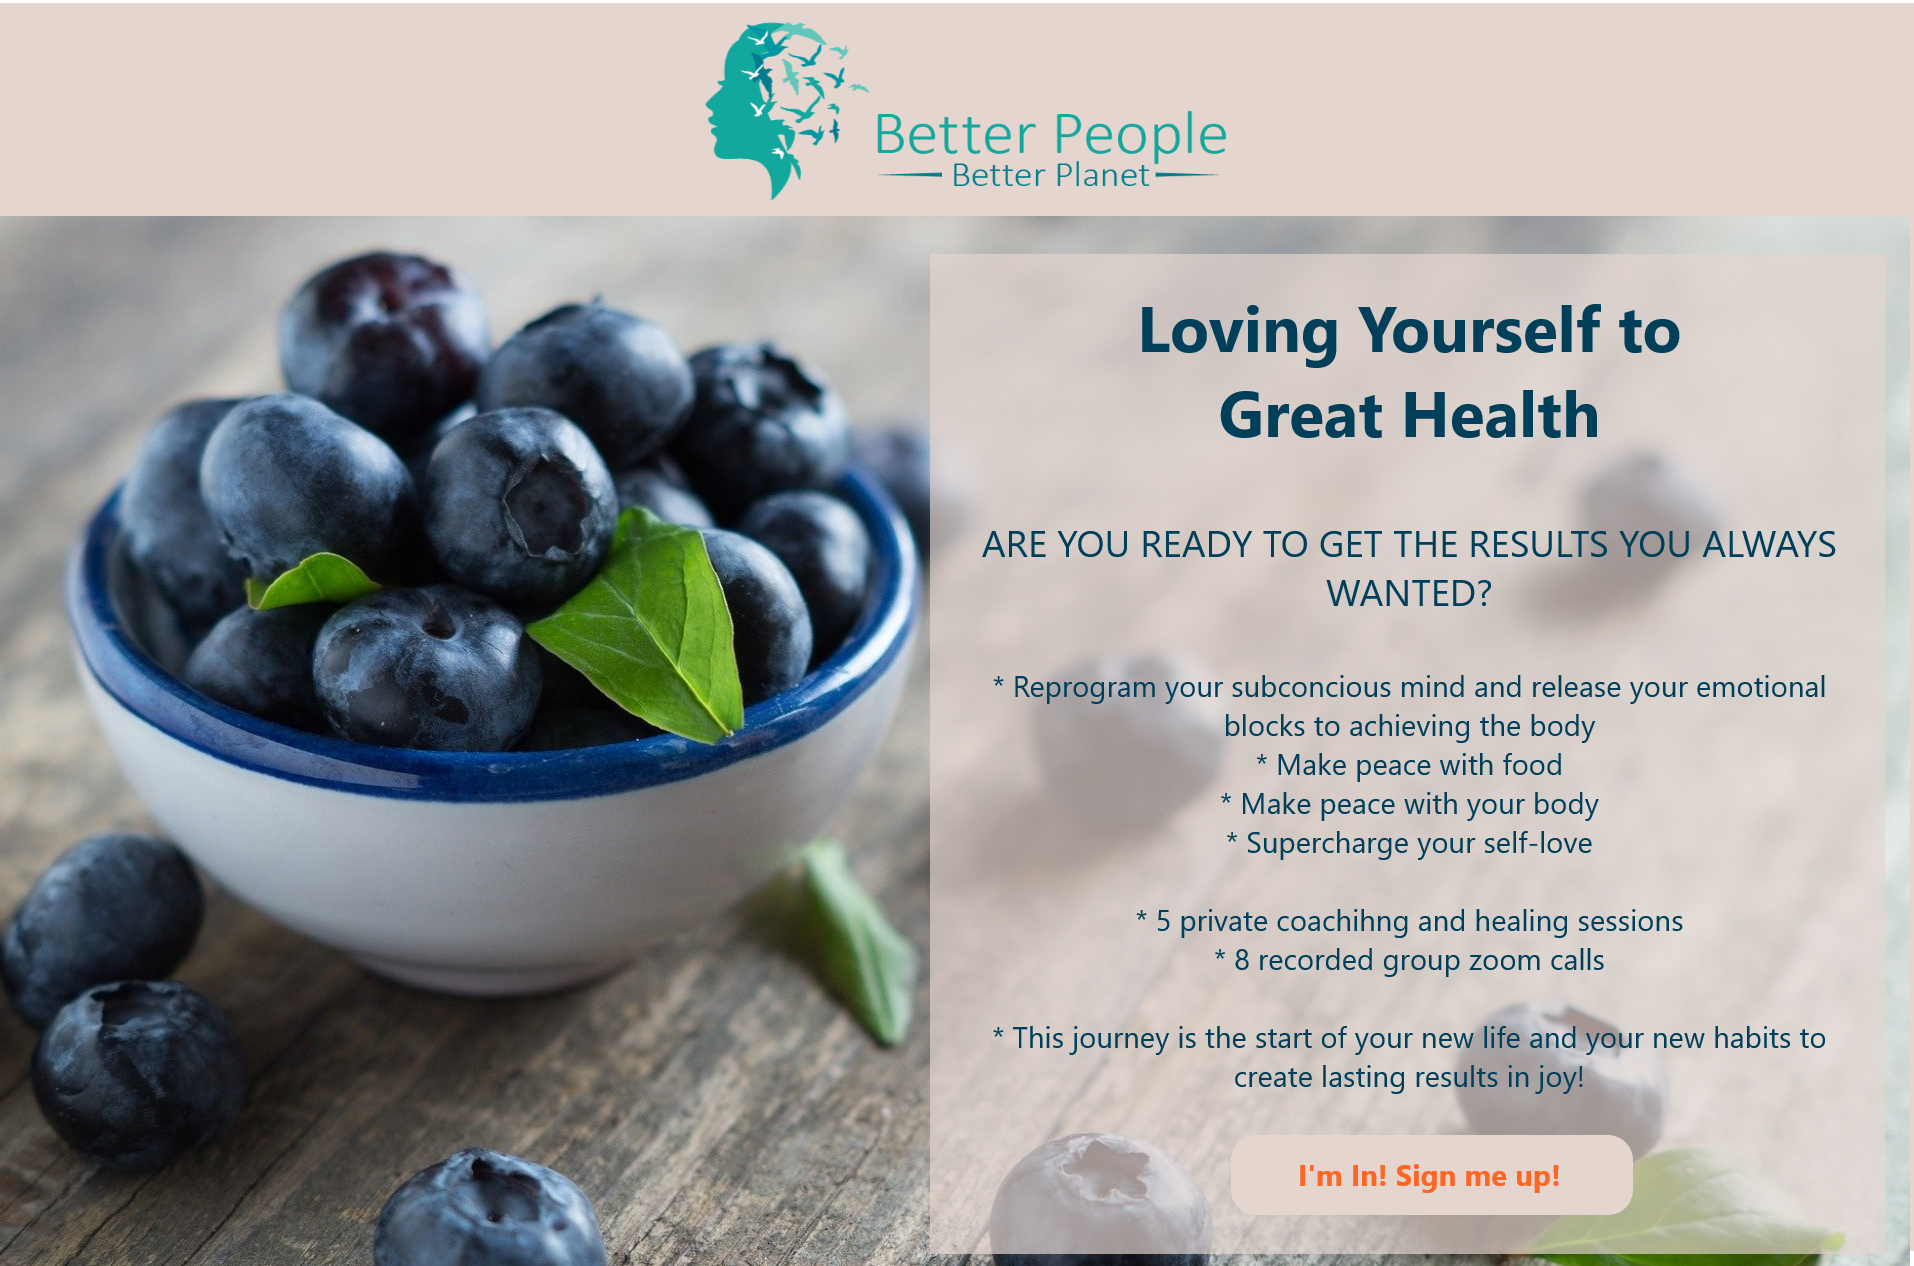 Better People
Better Planet
Loving Yourself to
Great Health
ARE YOU READY TO GET THE RESULTS YOU ALWAYS
WANTED?
* Reprogram your subconcious mind and release your emotional
blocks to achieving the body
* Make peace with food
* Make peace with your body
* Supercharge your self-love
* 5 private coachihng and healing sessions
* 8 recorded group zoom calls
* This journey is the start of your new life and your new habits to
create lasting results in joy!
I'm In! Sign me up!